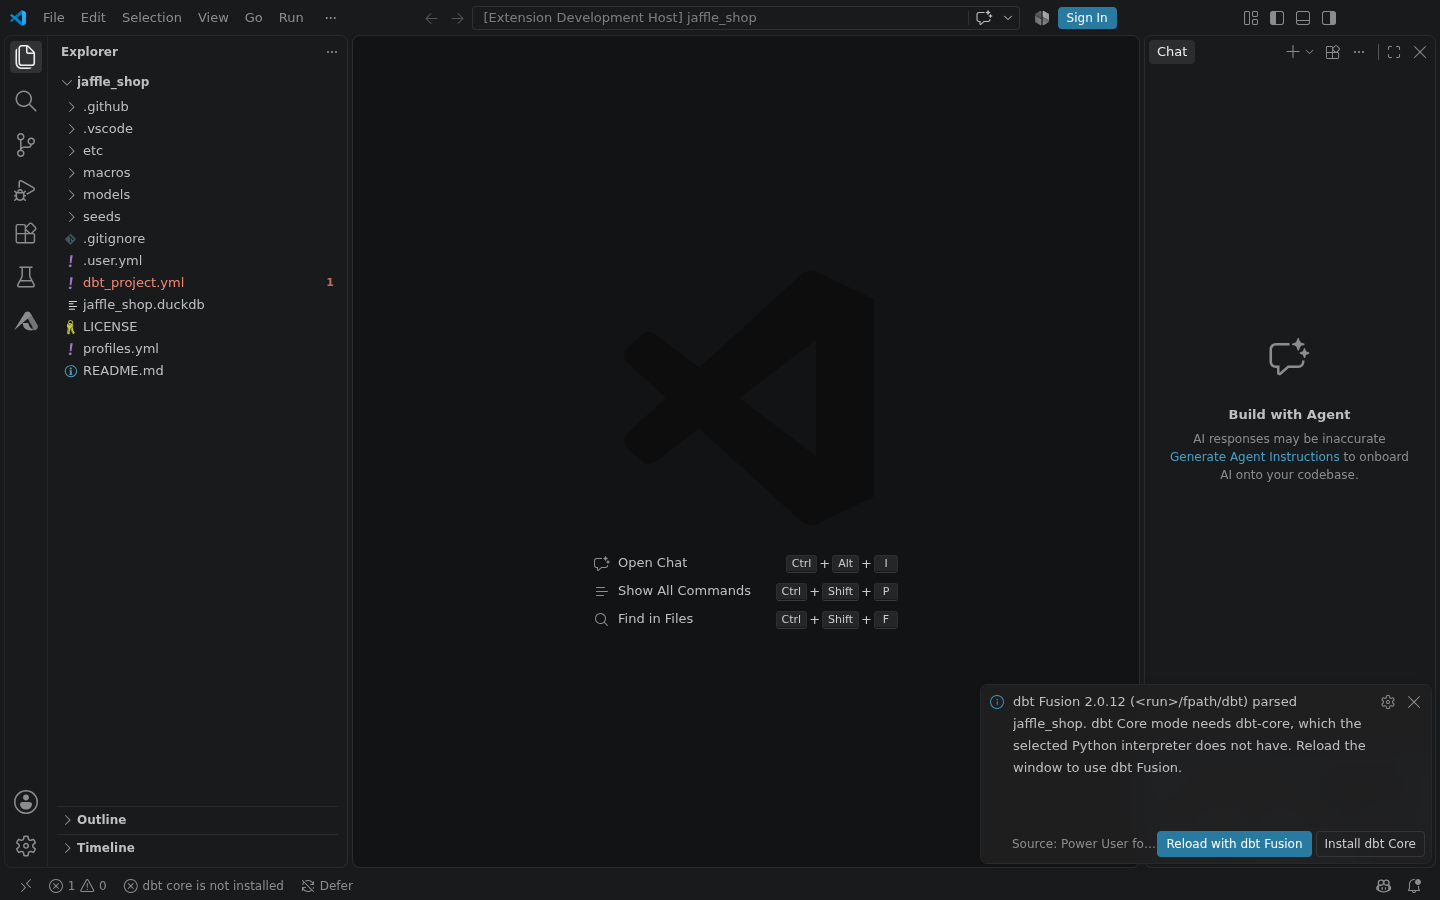 File Edit Selection View Go Run ···
[Extension Development Host] jaffle_shop
Sign In
Explorer
jaffle_shop
.github
.vscode
etc
macros
models
seeds
.gitignore
.user.yml
dbt_project.yml 1
jaffle_shop.duckdb
LICENSE
profiles.yml
README.md
Outline
Timeline
Open Chat Ctrl + Alt + I
Show All Commands Ctrl + Shift + P
Find in Files Ctrl + Shift + F
Chat
Build with Agent
AI responses may be inaccurate
Generate Agent Instructions to onboard
AI onto your codebase.
dbt Fusion 2.0.12 (<run>/fpath/dbt) parsed
jaffle_shop. dbt Core mode needs dbt-core, which the
selected Python interpreter does not have. Reload the
window to use dbt Fusion.
Source: Power User fo...
Reload with dbt Fusion
Install dbt Core
1 0 dbt core is not installed Defer